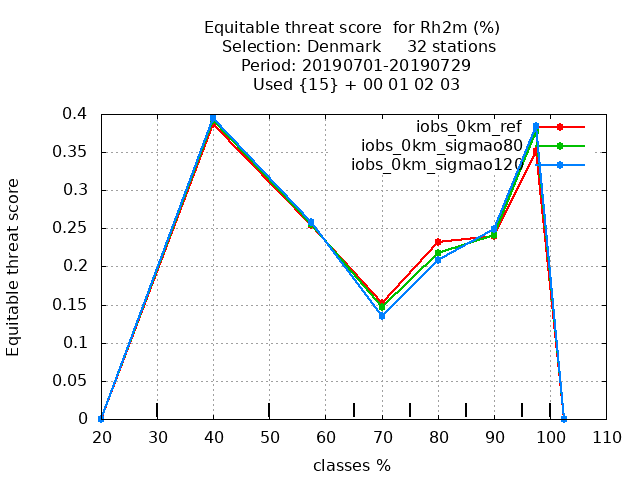 Equitable threat score  for Rh2m (%)
Selection: Denmark     32 stations
Period: 20190701-20190729
Used {15} + 00 01 02 03
iobs_0km_ref
iobs_0km_sigmao80
iobs_0km_sigmao120
0.4
0.35
0.3
0.25
0.2
0.15
0.1
0.05
0
Equitable threat score
20 30 40 50 60 70 80 90 100 110
classes %